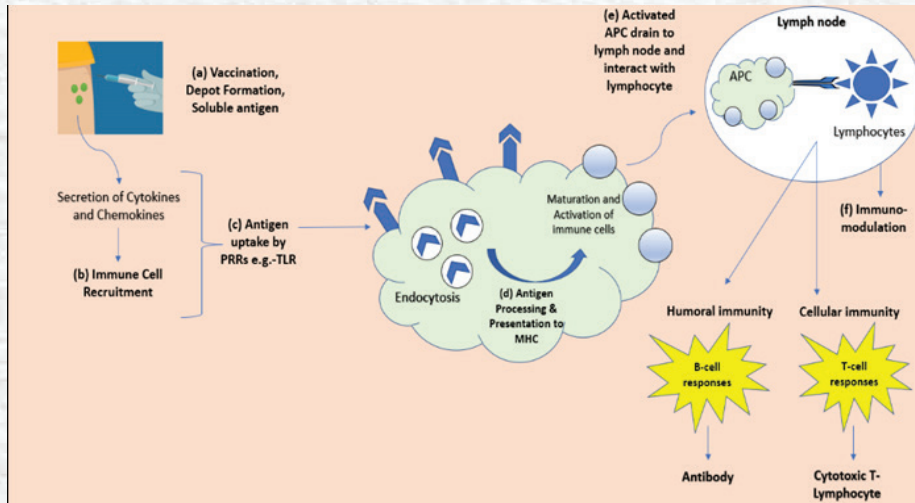 (a) Vaccination,
Depot Formation,
Soluble antigen
Secretion of Cytokines
and Chemokines
(b) Immune Cell
Recruitment
(c) Antigen
uptake by
PRRs e.g.-TLR
Endocytosis
(d) Antigen
Processing &
Presentation to
MHC
Maturation and
Activation of
immune cells
(e) Activated
APC drain to
lymph node and
interact with
lymphocyte
Lymph node
APC
Lymphocytes
(f) Immuno-
modulation
Humoral immunity
B-cell
responses
Antibody
Cellular immunity
T-cell
responses
Cytotoxic T-
Lymphocyte